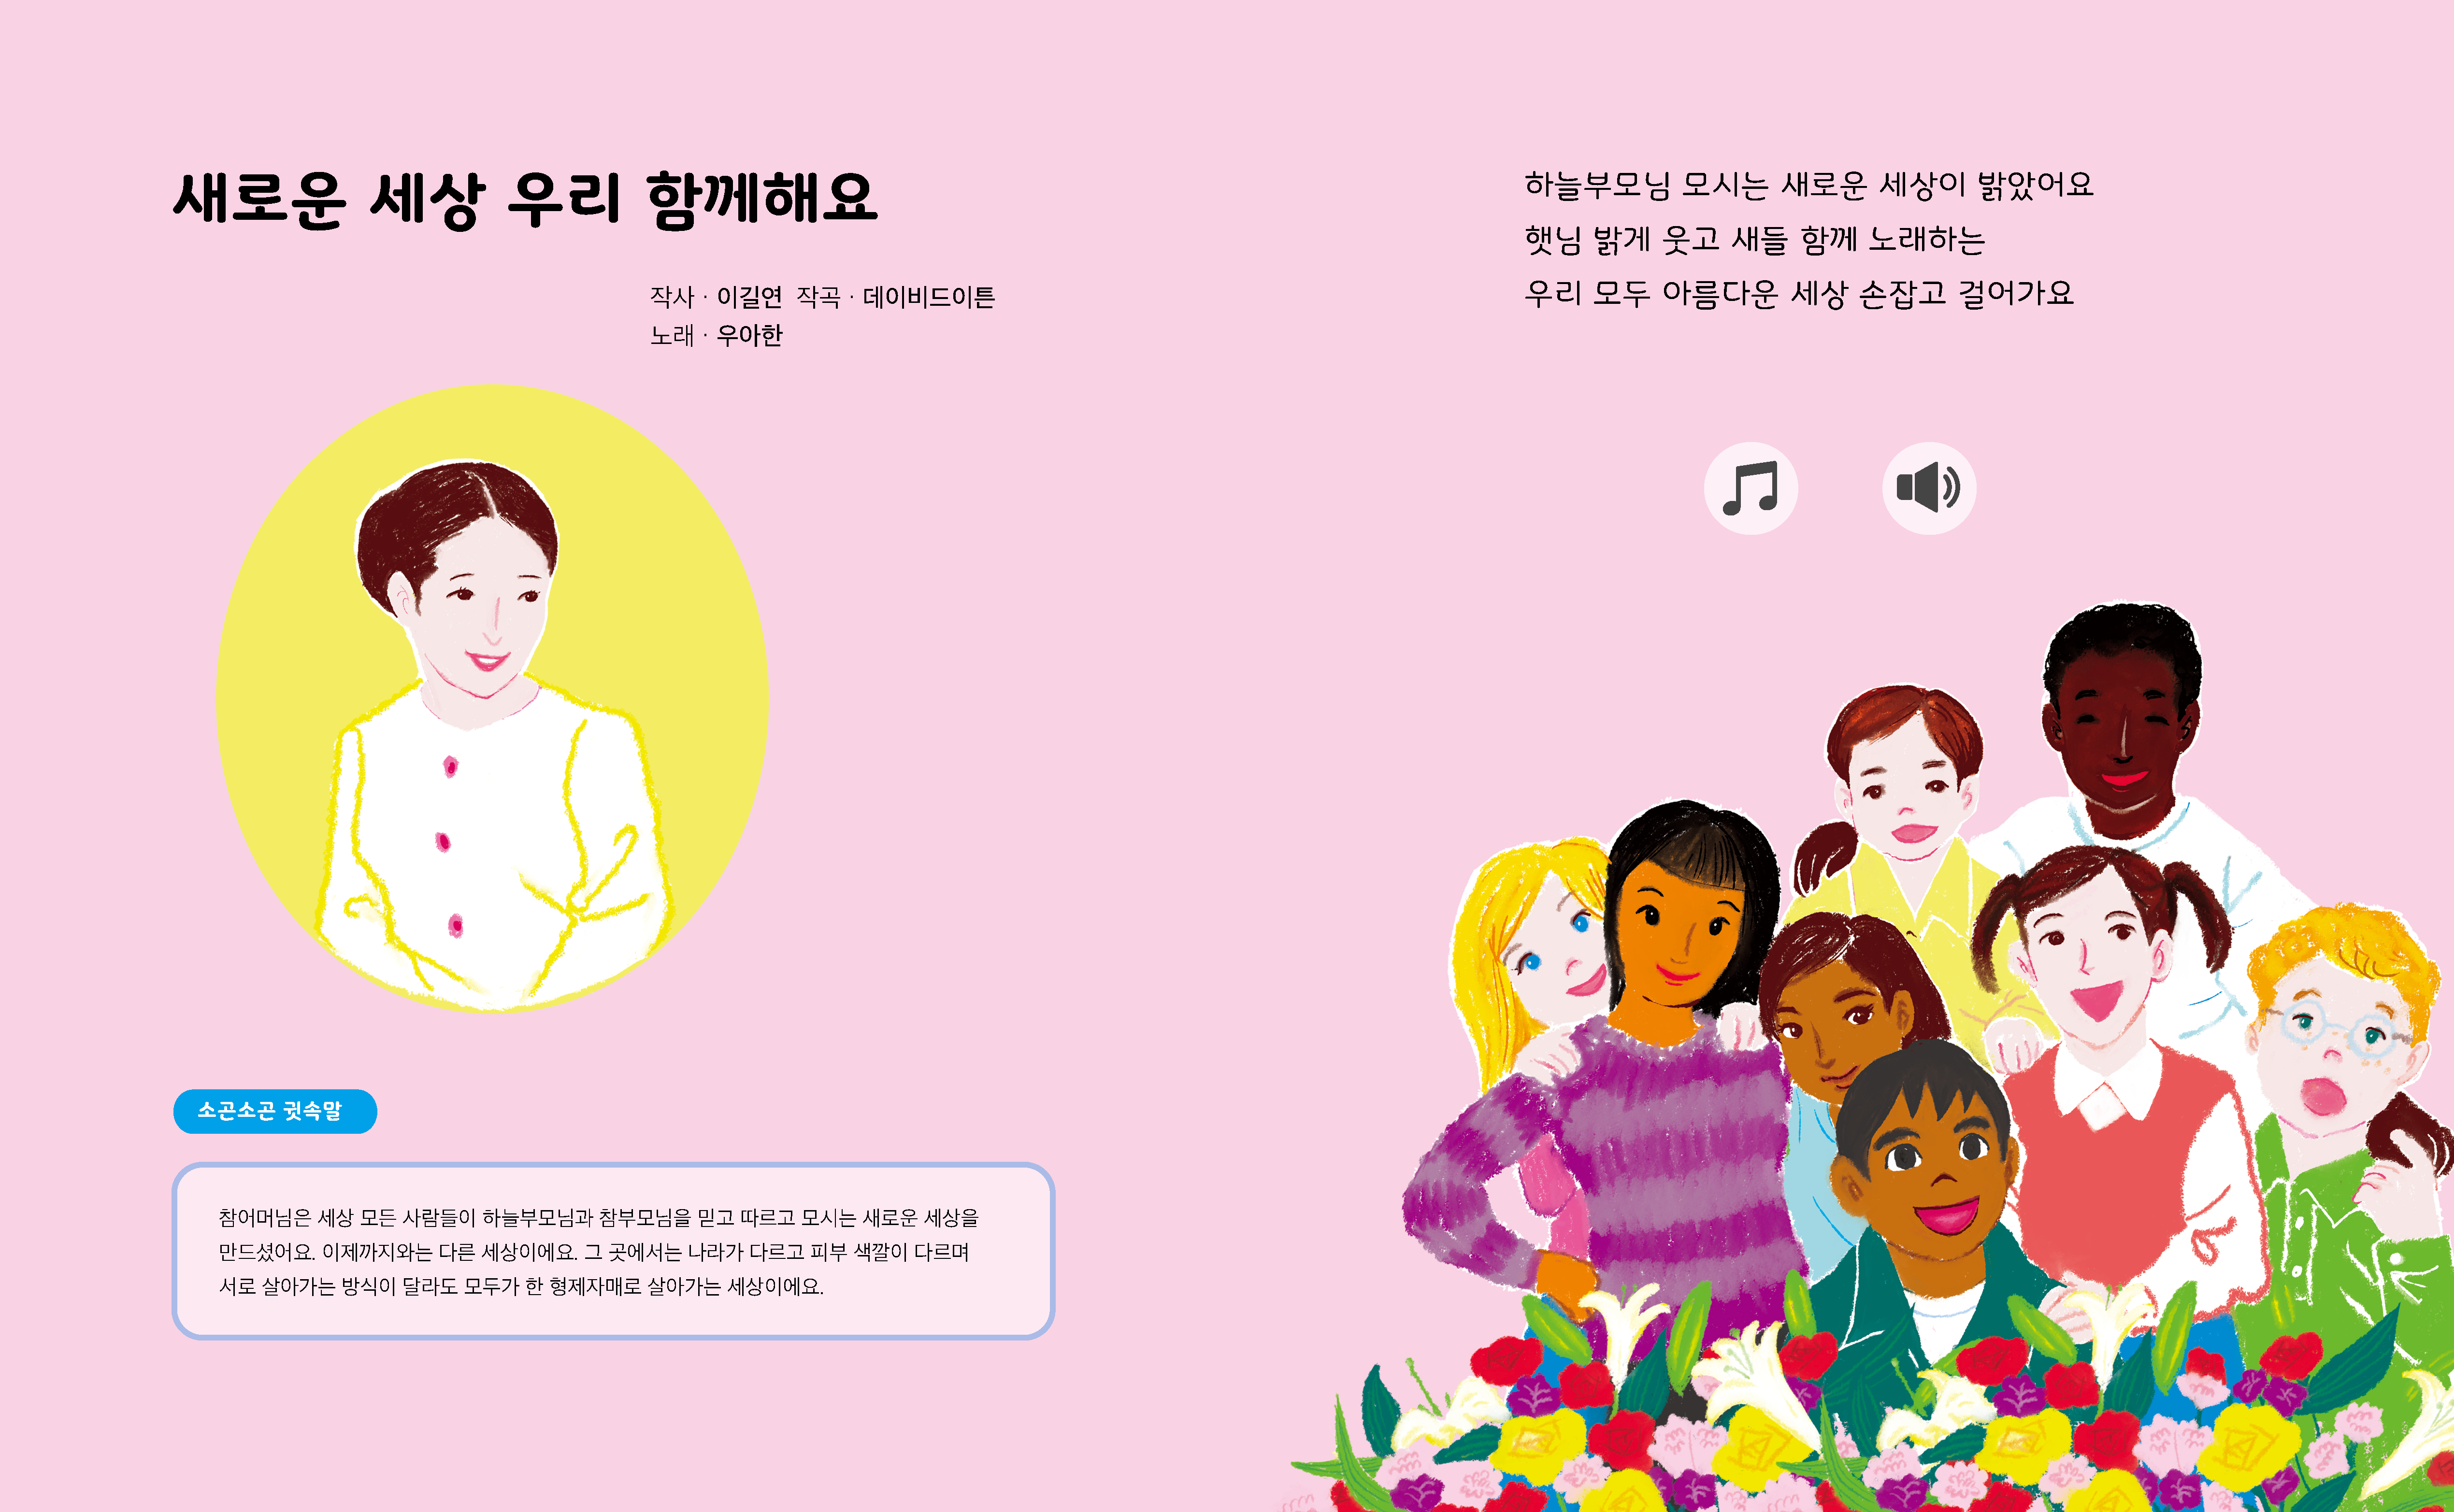 새로운 세상 우리 함께해요
작사 · 이길연 작곡 · 데이비드이튼
노래 · 우아한
소곤소곤 귓속말
참어머님은 세상 모든 사람들이 하늘부모님과 참부모님을 믿고 따르고 모시는 새로운 세상을
만드셨어요. 이제까지와는 다른 세상이에요. 그 곳에서는 나라가 다르고 피부 색깔이 다르며
서로 살아가는 방식이 달라도 모두가 한 형제자매로 살아가는 세상이에요.
하늘부모님 모시는 새로운 세상이 밝았어요
햇님 밝게 웃고 새들 함께 노래하는
우리 모두 아름다운 세상 손잡고 걸어가요